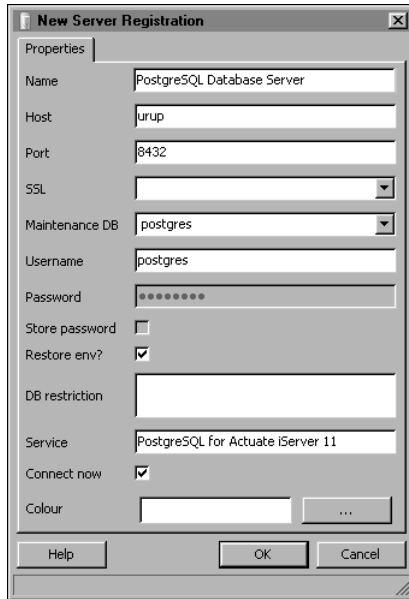 New Server Registration
Properties
Name PostgreSQL Database Server
Host urup
Port 8432
SSL
Maintenance DB postgres
Username postgres
Password ●●●●●●●●
Store password
Restore env?
DB restriction
Service PostgreSQL for Actuate iServer 11
Connect now
Colour ...
Help OK Cancel